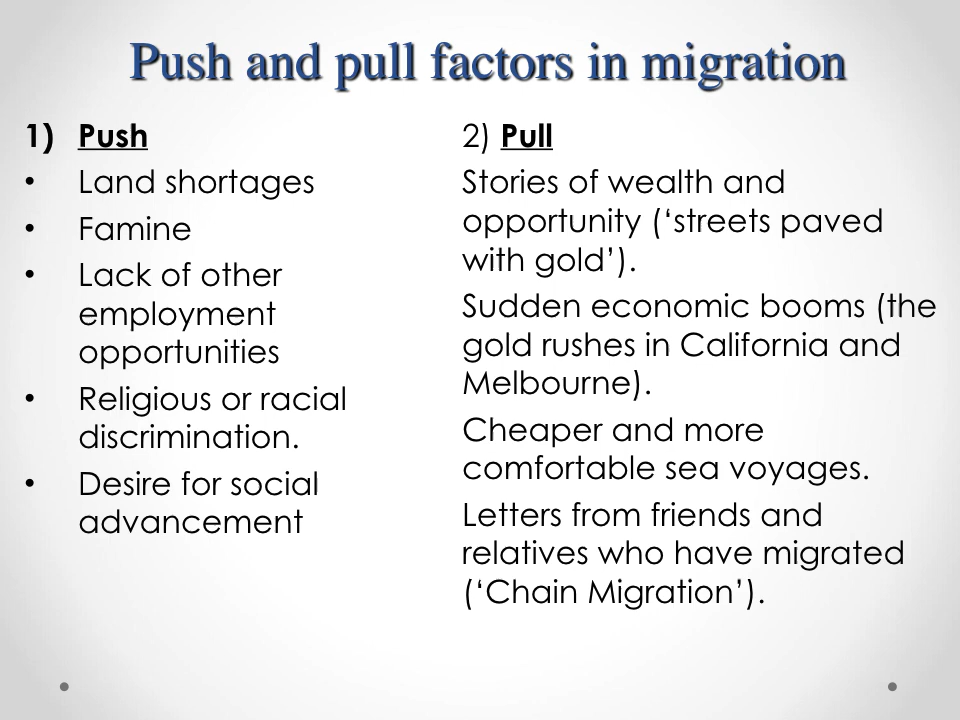 Push and pull factors in migration
1) Push
• Land shortages
• Famine
• Lack of other
employment
opportunities
• Religious or racial
discrimination.
• Desire for social
advancement
2) Pull
Stories of wealth and
opportunity (‘streets paved
with gold’).
Sudden economic booms (the
gold rushes in California and
Melbourne).
Cheaper and more
comfortable sea voyages.
Letters from friends and
relatives who have migrated
(‘Chain Migration’).